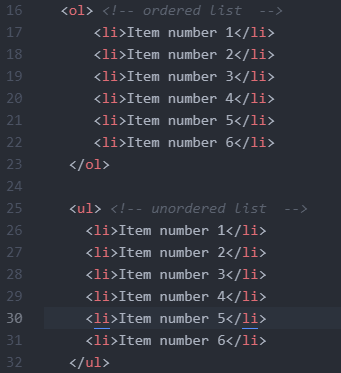 16 <ol> <!-- ordered list  -->
17 <li>Item number 1</li>
18 <li>Item number 2</li>
19 <li>Item number 3</li>
20 <li>Item number 4</li>
21 <li>Item number 5</li>
22 <li>Item number 6</li>
23 </ol>
24
25 <ul> <!-- unordered list  -->
26 <li>Item number 1</li>
27 <li>Item number 2</li>
28 <li>Item number 3</li>
29 <li>Item number 4</li>
30 <li>Item number 5</li>
31 <li>Item number 6</li>
32 </ul>